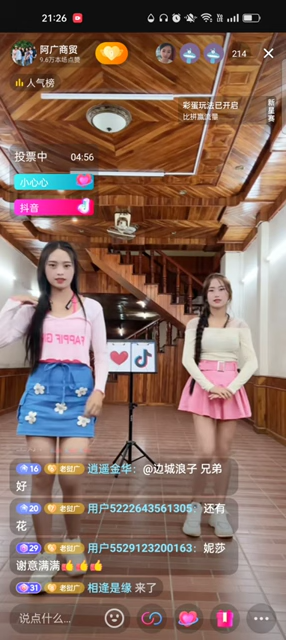 21:26
阿广商贸
9.6万本场点赞
214
人气榜
彩蛋玩法已开启
比拼赢流量
新星赛
投票中 04:56
小心心
抖音
16 老挝广 逍遥金华：@边城浪子 兄弟
好
20 老挝广 用户5222643561305：还有
花
29 老挝广 用户5529123200163：妮莎
谢意满满👍👍👍
31 老挝广 相逢是缘 来了
说点什么...